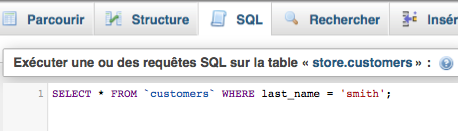 Parcourir Structure SQL Rechercher Insér
Exécuter une ou des requêtes SQL sur la table « store.customers » :
1 SELECT * FROM `customers` WHERE last_name = 'smith';